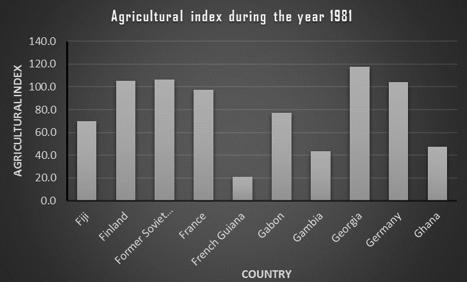 Agricultural index during the year 1981
AGRICULTURAL INDEX
140.0
120.0
100.0
80.0
60.0
40.0
20.0
0.0
Fiji
Finland
Former Soviet...
France
French Guiana
Gabon
Gambia
Georgia
Germany
Ghana
COUNTRY